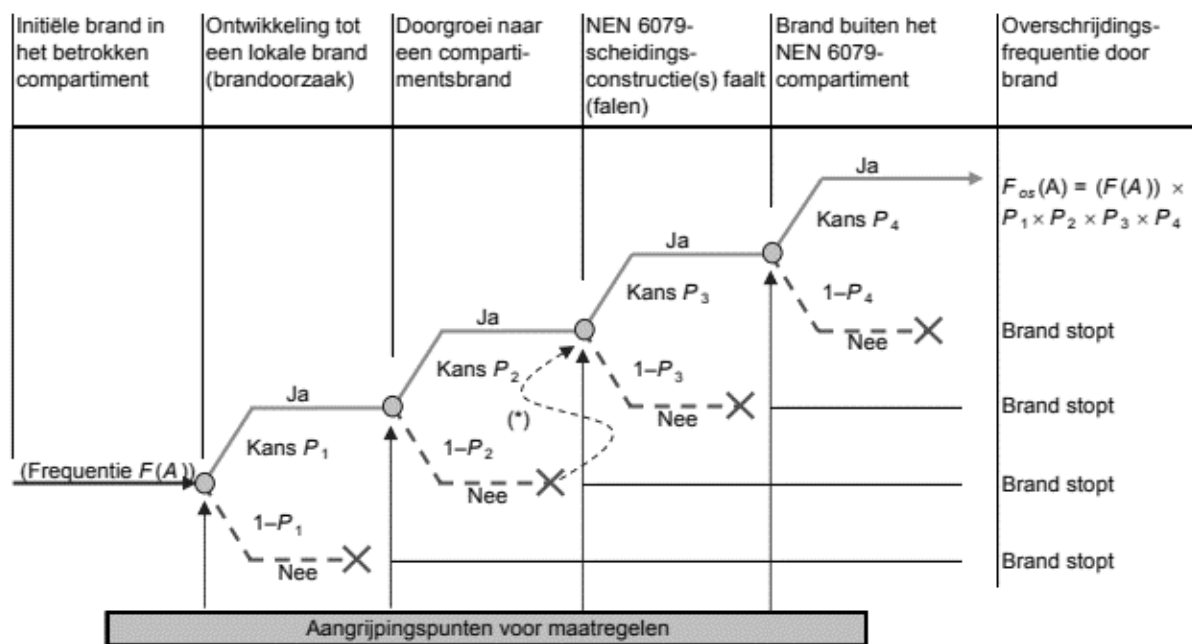 Initiële brand in
het betrokken
compartiment
Ontwikkeling tot
een lokale brand
(brandoorzaak)
Doorgroei naar
een comparti-
mentsbrand
NEN 6079-
scheidings-
constructie(s) faalt
(falen)
Brand buiten het
NEN 6079-
compartiment
Overschrijdings-
frequentie door
brand
Ja
Kans P4
Fos(A) = (F(A)) ×
P1 × P2 × P3 × P4
Ja
Kans P3
1–P4
Nee
Brand stopt
Ja
Kans P2
1–P3
Nee
Brand stopt
(*)
Ja
Kans P1
1–P2
Nee
Brand stopt
(Frequentie F(A))
1–P1
Nee
Brand stopt
Aangrijpingspunten voor maatregelen